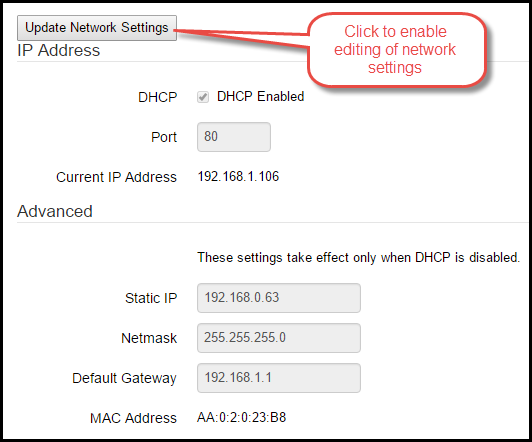 Update Network Settings
Click to enable
editing of network
settings
IP Address
DHCP DHCP Enabled
Port 80
Current IP Address 192.168.1.106
Advanced
These settings take effect only when DHCP is disabled.
Static IP 192.168.0.63
Netmask 255.255.255.0
Default Gateway 192.168.1.1
MAC Address AA:0:2:0:23:B8